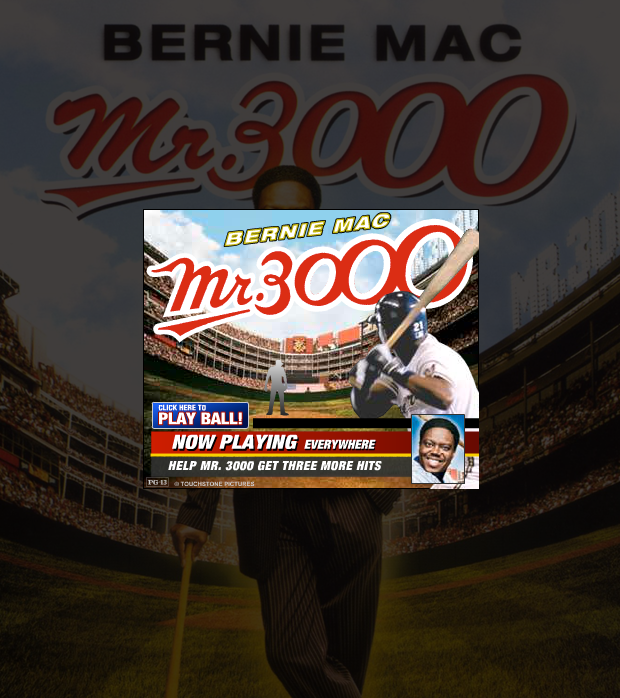 BERNIE MAC
Mr. 3000
BERNIE MAC
Mr. 3000
21
CLICK HERE TO
PLAY BALL!
NOW PLAYING EVERYWHERE
HELP MR. 3000 GET THREE MORE HITS
PG-13 © TOUCHSTONE PICTURES